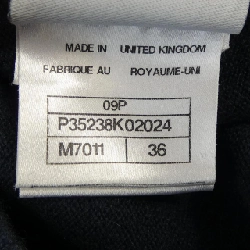 MADE IN UNITED KINGDOM
FABRIQUE AU ROYAUME-UNI
09P
P35238K02024
M7011 36